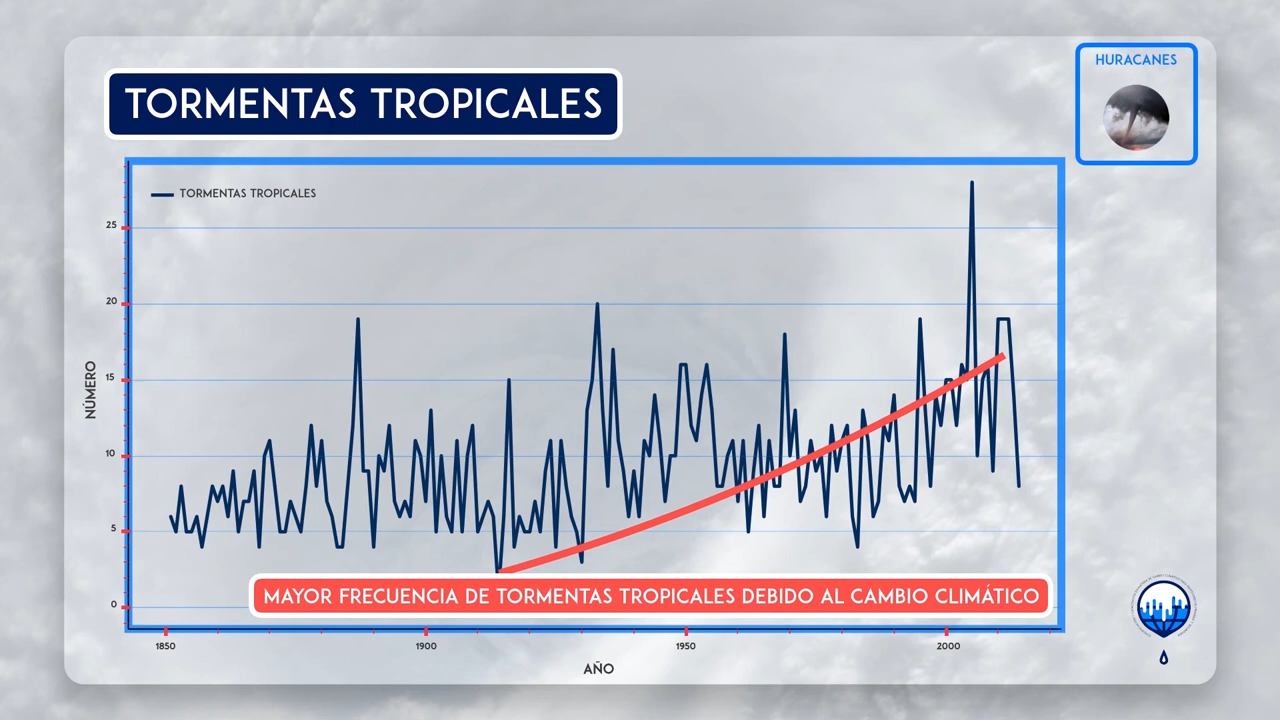 HURACANES
TORMENTAS TROPICALES
TORMENTAS TROPICALES
25
20
15
10
5
0
NÚMERO
MAYOR FRECUENCIA DE TORMENTAS TROPICALES DEBIDO AL CAMBIO CLIMÁTICO
1850 1900 1950 2000
AÑO